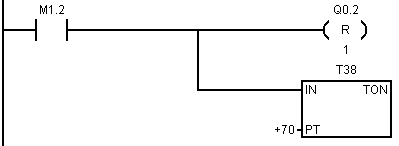 M1.2 Q0.2
R
1
T38
IN TON
+70 PT